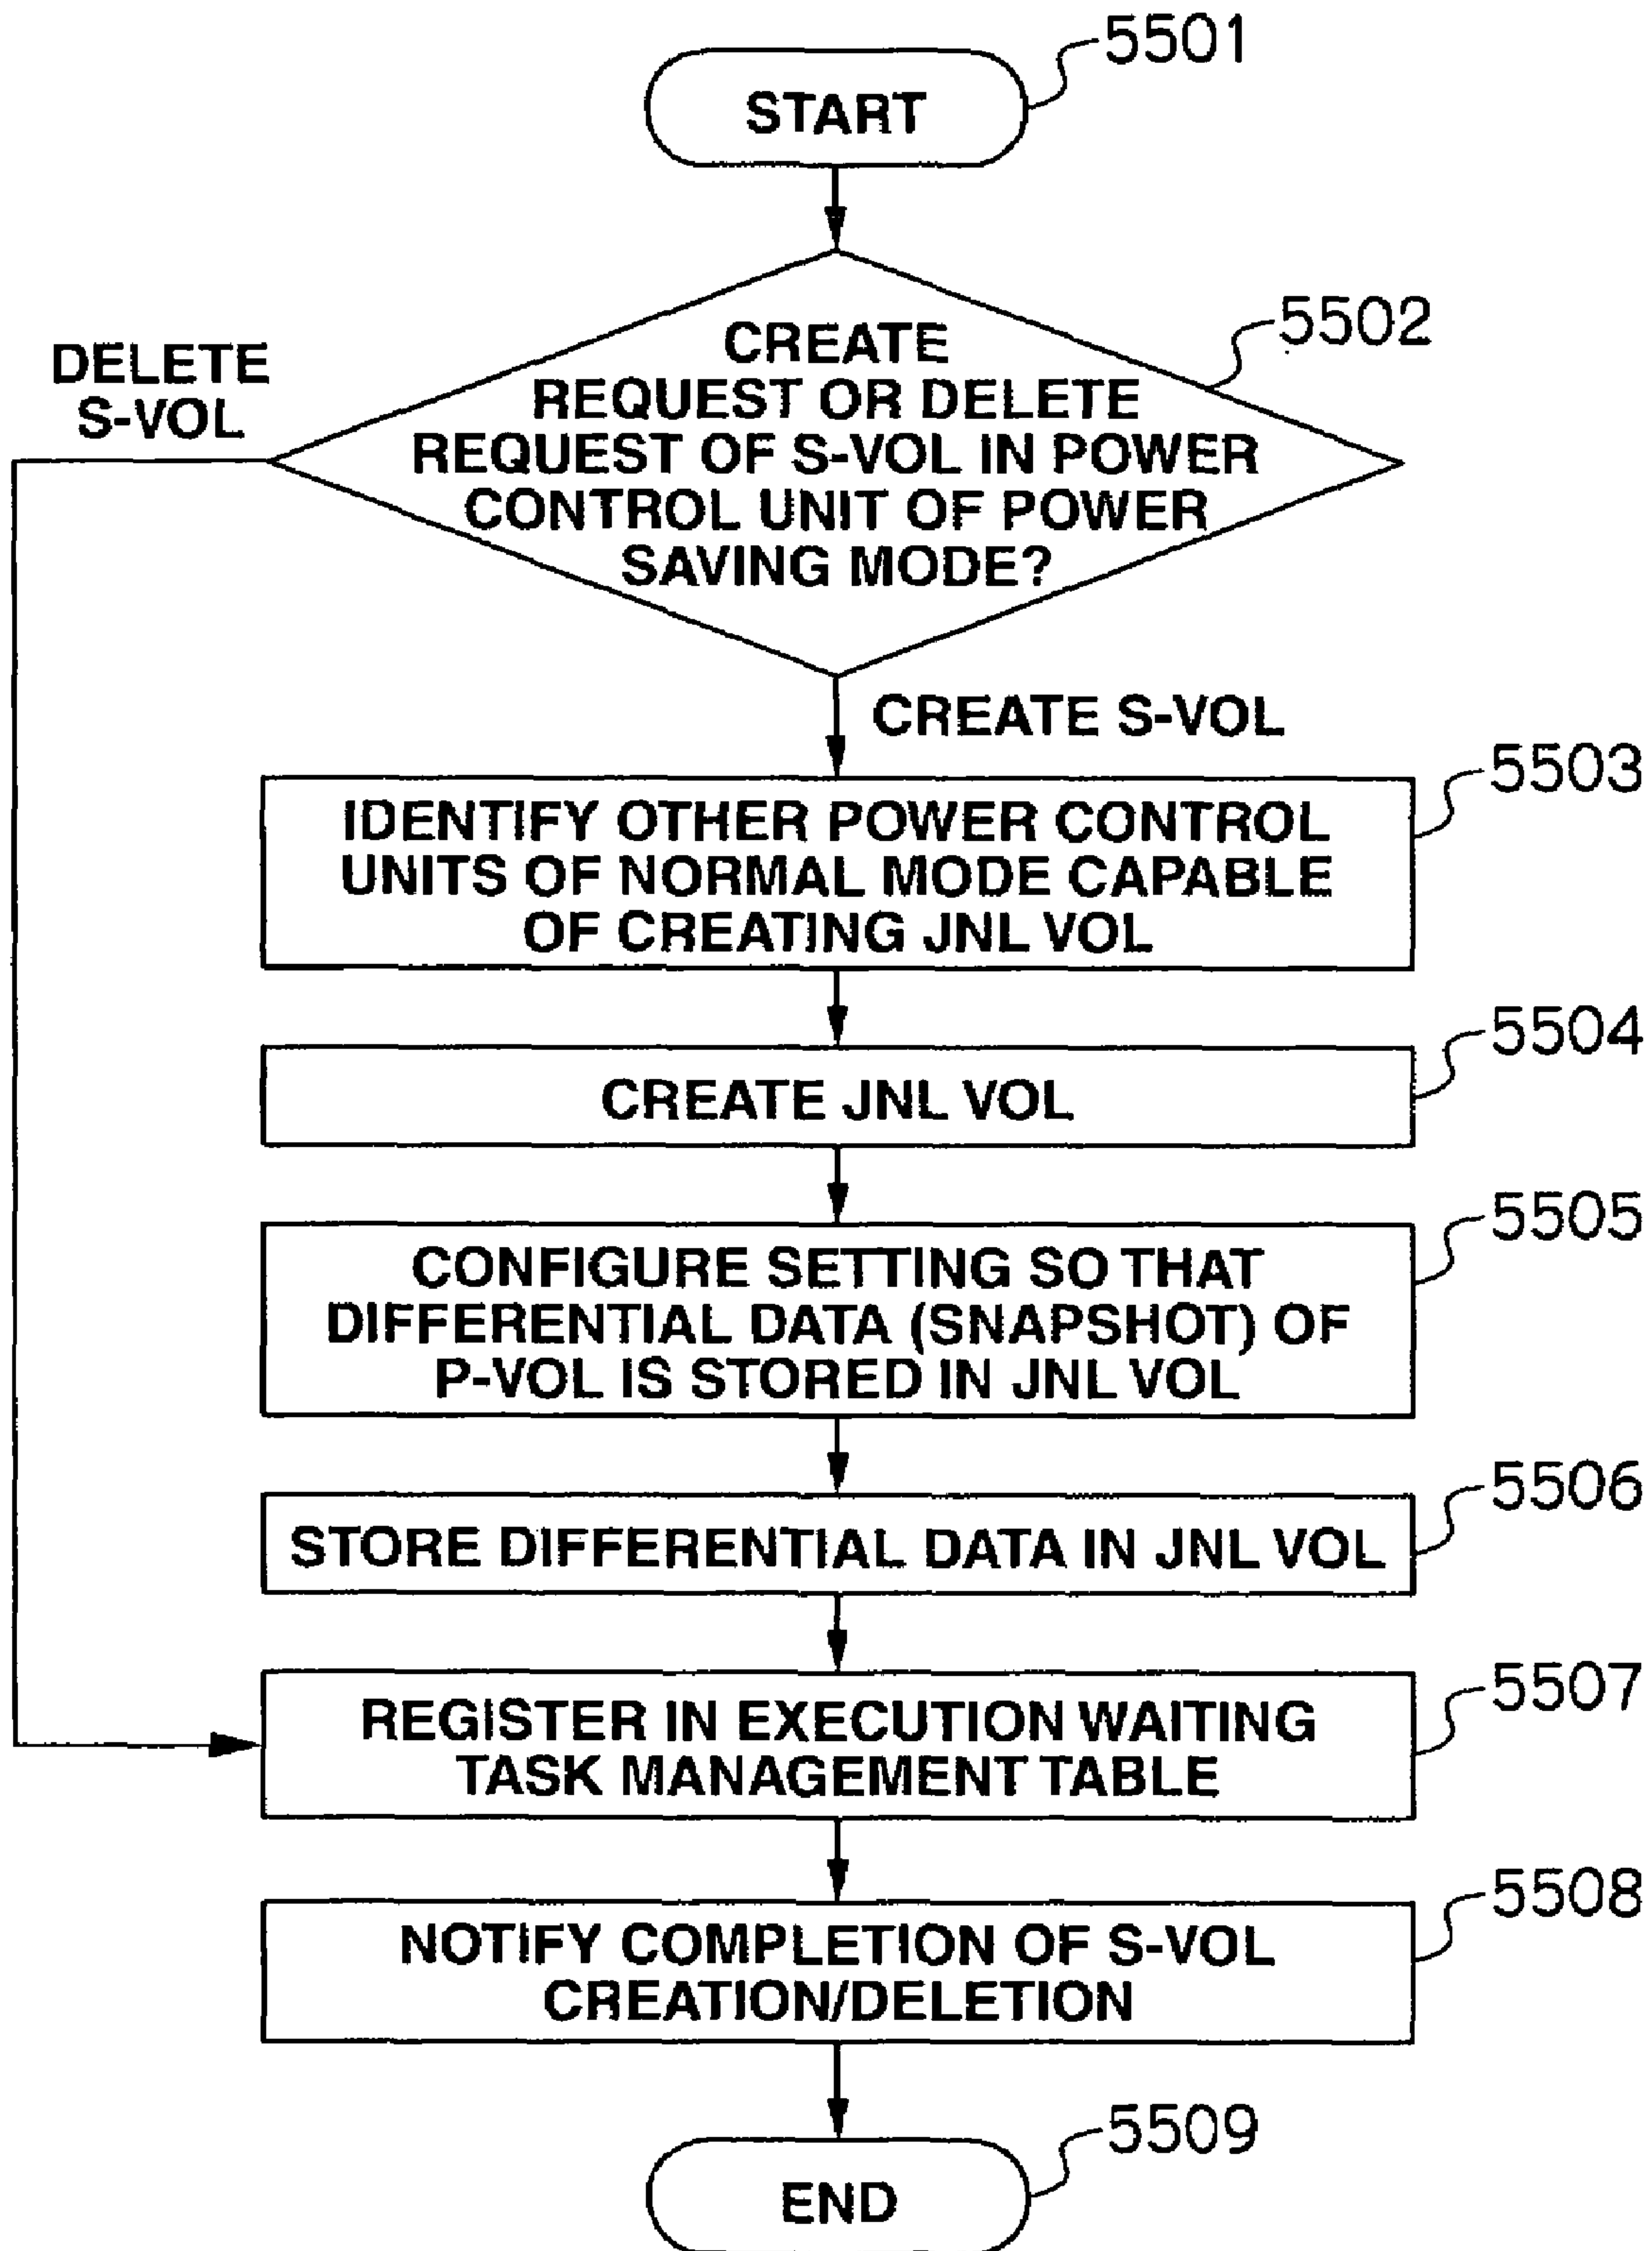 5501
START
5502
CREATE
REQUEST OR DELETE
REQUEST OF S-VOL IN POWER
CONTROL UNIT OF POWER
SAVING MODE?
DELETE
S-VOL
CREATE S-VOL
5503
IDENTIFY OTHER POWER CONTROL
UNITS OF NORMAL MODE CAPABLE
OF CREATING JNL VOL
5504
CREATE JNL VOL
5505
CONFIGURE SETTING SO THAT
DIFFERENTIAL DATA (SNAPSHOT) OF
P-VOL IS STORED IN JNL VOL
5506
STORE DIFFERENTIAL DATA IN JNL VOL
5507
REGISTER IN EXECUTION WAITING
TASK MANAGEMENT TABLE
5508
NOTIFY COMPLETION OF S-VOL
CREATION/DELETION
5509
END